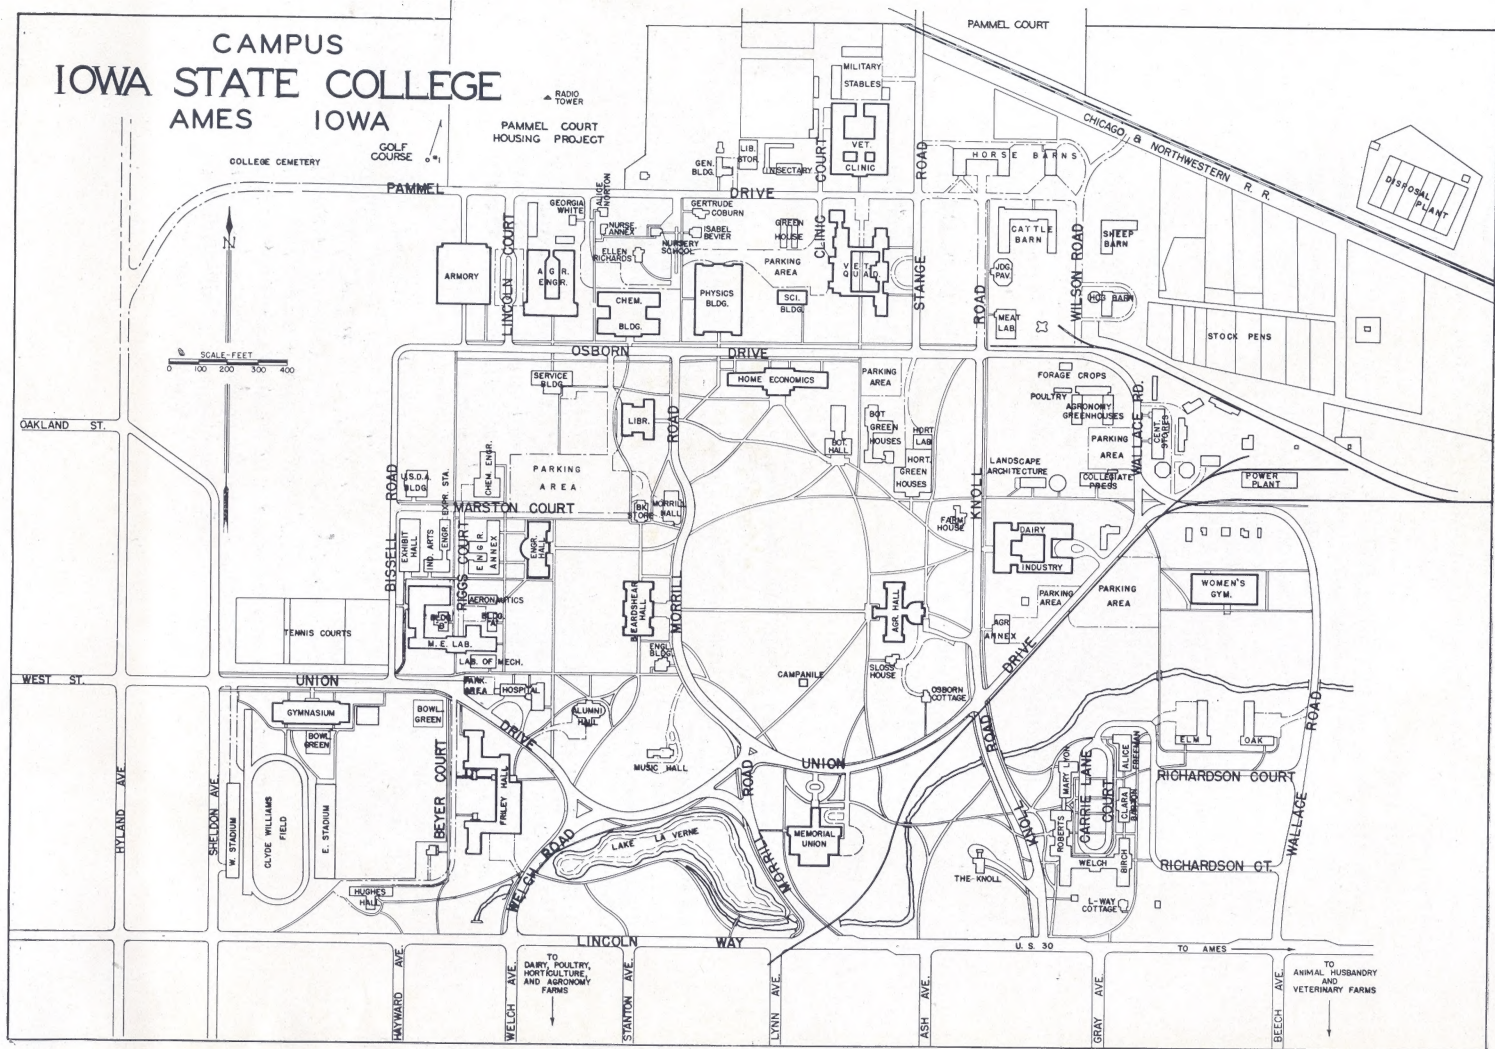 CAMPUS
IOWA STATE COLLEGE
AMES IOWA
PAMMEL COURT
RADIO
TOWER
PAMMEL COURT
HOUSING PROJECT
GOLF
COURSE
COLLEGE CEMETERY
MILITARY
STABLES
CHICAGO & NORTHWESTERN R. R.
LIB.
STOR.
GEN.
BLDG.
INSECTARY
VET.
CLINIC
HORSE BARNS
DISPOSAL
PLANT
PAMMEL DRIVE
CLINIC COURT
STANGE ROAD
GEORGIA
WHITE
ALICE
NORTON
NURSE.
ANNEX
ELLEN
RICHARDS
NURSERY
SCHOOL
GERTRUDE
COBURN
ISABEL
BEVIER
GREEN
HOUSE
PARKING
AREA
VET.
QUAD.
CATTLE
BARN
SHEEP
BARN
WILSON ROAD
N
ARMORY
LINCOLN COURT
AGR.
ENGR.
CHEM.
BLDG.
PHYSICS
BLDG.
SCI.
BLDG.
JDG.
PAV.
MEAT
LAB.
HOG BARN
STOCK PENS
SCALE-FEET
0 100 200 300 400
OSBORN DRIVE
SERVICE
BLDG
HOME ECONOMICS
PARKING
AREA
FORAGE CROPS
POULTRY
AGRONOMY
GREENHOUSES
WALLACE RD.
CENT.
STORES
PARKING
AREA
OAKLAND ST.
LIBR.
MORRILL ROAD
BOT.
HALL
BOT
GREEN
HOUSES
HORT
LAB
HORT.
GREEN
HOUSES
KNOLL ROAD
LANDSCAPE
ARCHITECTURE
COLLEGIATE
PRESS
POWER
PLANT
BISSELL ROAD
U.S.D.A.
BLDG.
ENGR. EXPR. STA.
CHEM. ENGR.
PARKING
AREA
MARSTON COURT
BK
STORE
MORRILL
HALL
FARM
HOUSE
EXHIBIT
HALL
IND. ARTS
RIGGS COURT
ENGR.
ANNEX
ENGR.
HALL
DAIRY
INDUSTRY
PARKING
AREA
PARKING
AREA
WOMEN'S
GYM.
AERONAUTICS
BLDG.
A
M. E. LAB.
LAB. OF MECH.
BEARDSHEAR
HALL
AGR. HALL
AGR
ANNEX
TENNIS COURTS
ENGL.
BLDG.
SLOSS
HOUSE
CAMPANILE
OSBORN
COTTAGE
WEST ST.
UNION DRIVE
PARK.
AREA
HOSPITAL
ALUMNI
HALL
GYMNASIUM
BOWL.
GREEN
BOWL.
GREEN
MUSIC HALL
UNION DRIVE
KNOLL ROAD
ELM
OAK
WALLACE ROAD
RICHARDSON COURT
BEYER COURT
FRILEY HALL
MARY LYON
CARRIE LANE
COURT
ALICE
FREEMAN
CLARA
BARTON
HYLAND AVE.
SHELDON AVE.
W. STADIUM
CLYDE WILLIAMS
FIELD
E. STADIUM
WELCH ROAD
LAKE LA VERNE
MORRILL ROAD
MEMORIAL
UNION
ROBERTS
WELCH
BIRCH
RICHARDSON CT.
THE KNOLL
L-WAY
COTTAGE
HUGHES
HALL
LINCOLN WAY
U. S. 30
TO AMES
HAYWARD AVE.
WELCH AVE.
TO
DAIRY, POULTRY,
HORTICULTURE,
AND AGRONOMY
FARMS
STANTON AVE.
LYNN AVE.
ASH AVE.
GRAY AVE.
BEECH AVE.
TO
ANIMAL HUSBANDRY
AND
VETERINARY FARMS